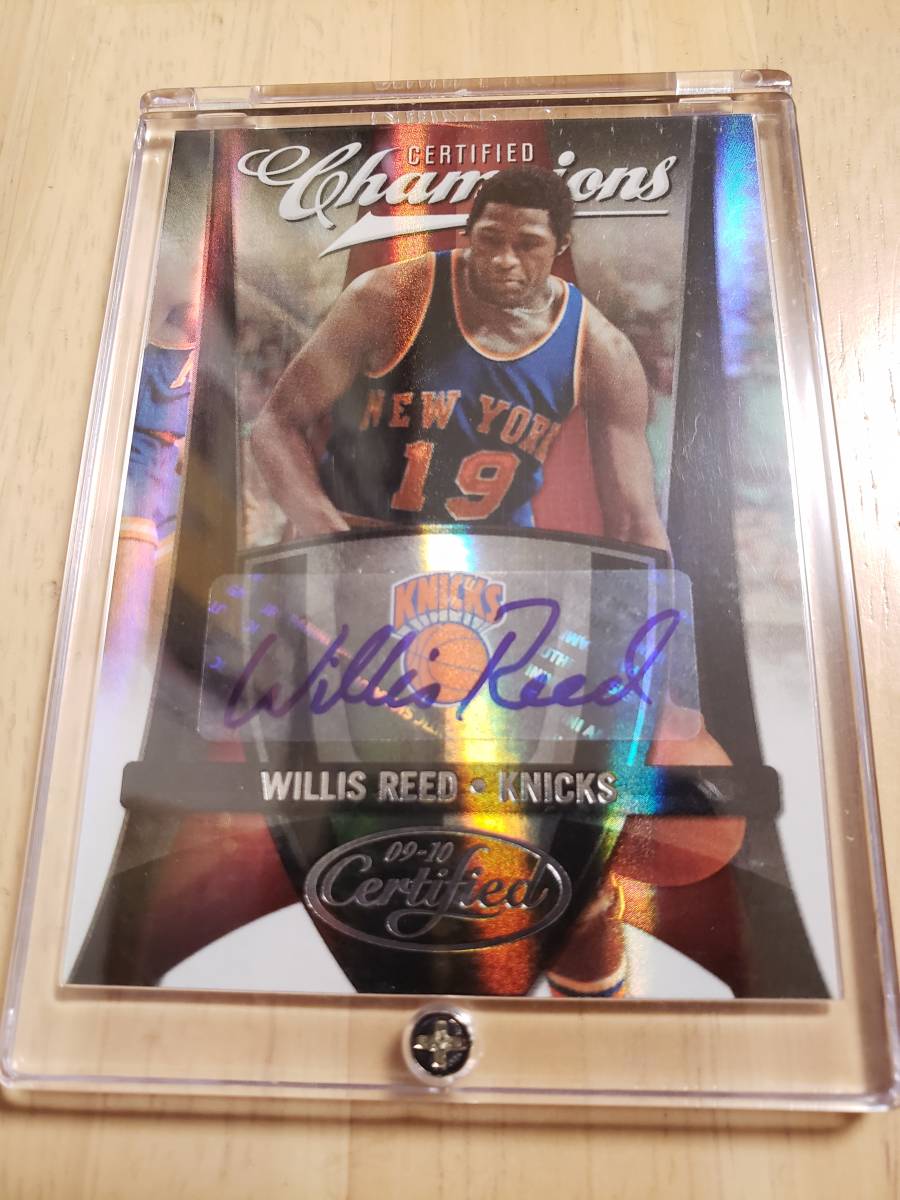 CERTIFIED
Champions
NEW YORK
19
KNICKS
Willis Reed
WILLIS REED • KNICKS
09-10
Certified